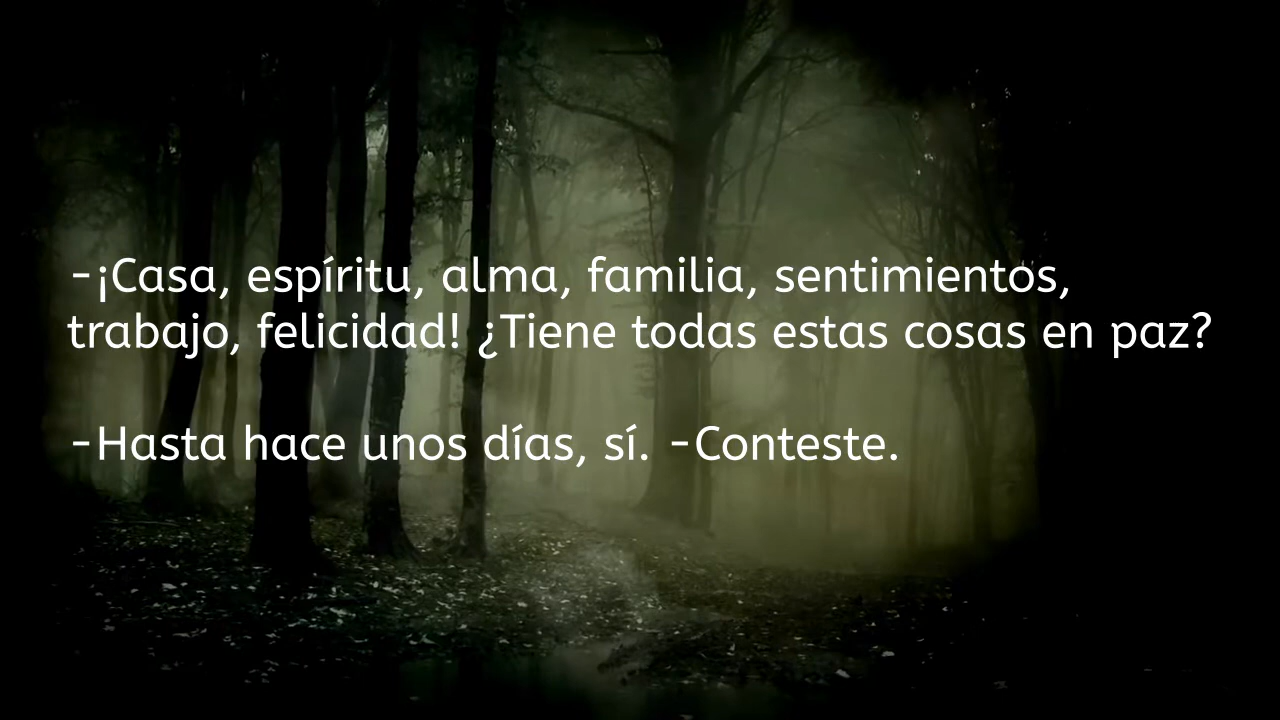 -¡Casa, espíritu, alma, familia, sentimientos,
trabajo, felicidad! ¿Tiene todas estas cosas en paz?
-Hasta hace unos días, sí. -Conteste.